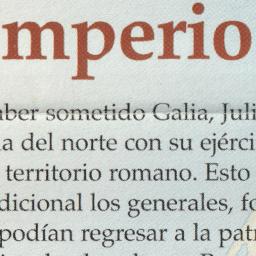 mperio
aber sometido Galia, Juli
a del norte con su ejérci
territorio romano. Esto
dicional los generales, fo
podían regresar a la patr